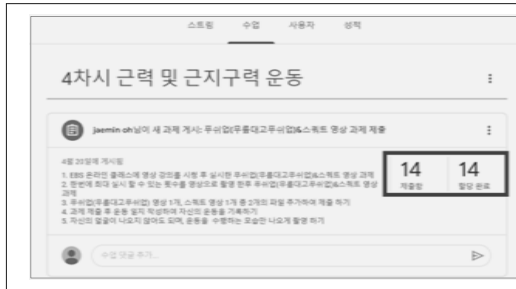 스트림 수업 사용자 성적
4차시 근력 및 근지구력 운동
jaemin oh님이 새 과제 게시: 푸쉬업(무릎대고푸쉬업)&스쿼트 영상 과제 제출
4월 20일에 게시됨
1. EBS 온라인 클래스에 영상 강의를 시청 후 실시한 푸쉬업(무릎대고푸쉬업)&스쿼트 영상 과제
2. 한번에 최대 실시 할 수 있는 횟수를 영상으로 촬영 한후 푸쉬업(무릎대고푸쉬업)&스쿼트 영상
과제
3. 푸쉬업(무릎대고푸쉬업) 영상 1개, 스쿼트 영상 1개 총 2개의 파일 추가하여 제출 하기
4. 과제 제출 후 운동 일지 작성하여 자신의 운동을 기록하기
5. 자신의 얼굴이 나오지 않아도 되며, 운동을 수행하는 모습만 나오게 촬영 하기
14 14
제출함 할당 완료
수업 댓글 추가...